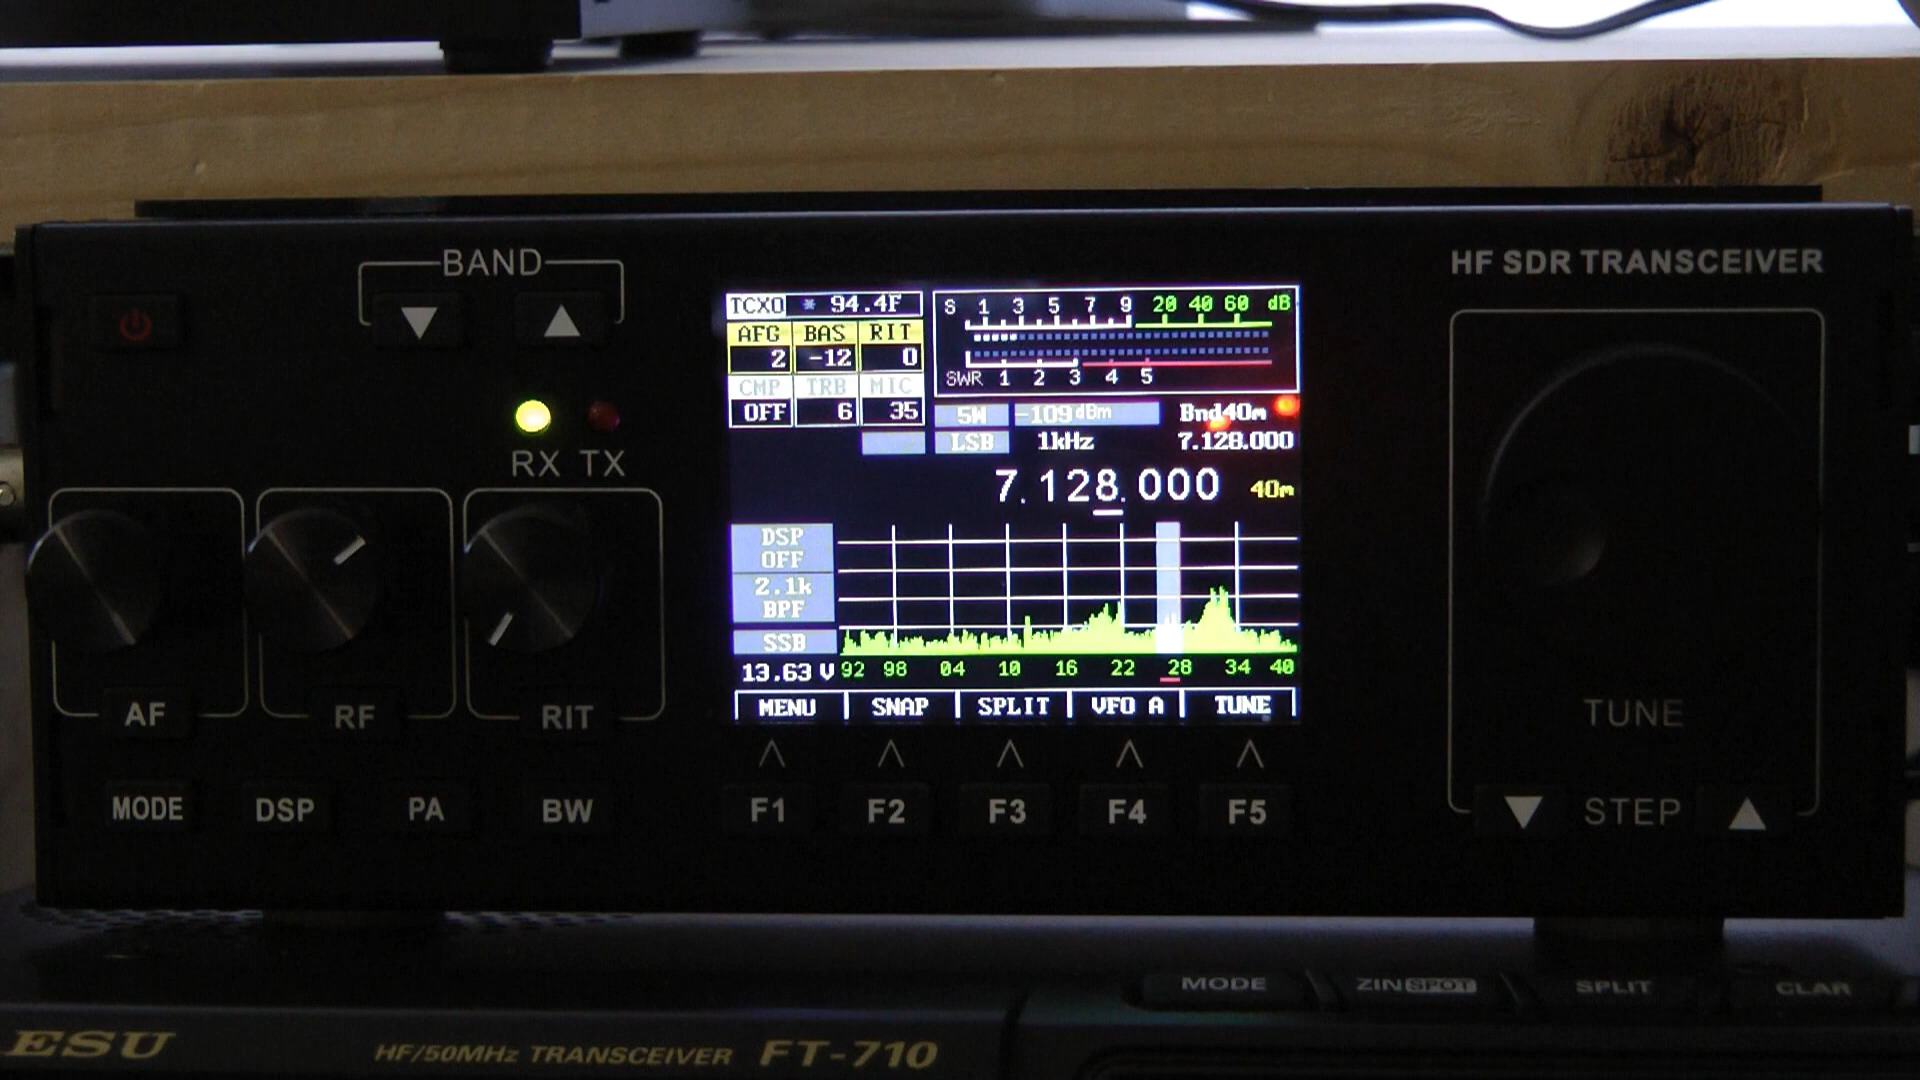 BAND
HF SDR TRANSCEIVER
TCXO * 94.4F
AFG BAS RIT
2 -12 0
CMP TRB MIC
OFF 6 35
S 1 3 5 7 9 20 40 60 dB
SWR 1 2 3 4 5
5W -109dBm Bnd40m
LSB 1kHz 7.128.000
7.128.000 40m
RX TX
DSP
OFF
2.1k
BPF
SSB
13.63 V 92 98 04 10 16 22 28 34 40
MENU SNAP SPLIT VFO A TUNE
AF RF RIT
TUNE
MODE DSP PA BW F1 F2 F3 F4 F5
STEP
MODE ZIN SPOT SPLIT CLAR
ESU HF/50MHz TRANSCEIVER FT-710